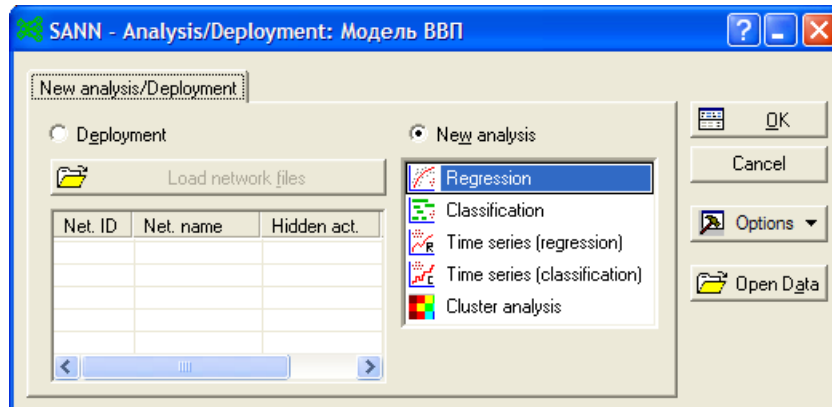 SANN - Analysis/Deployment: Модель ВВП
New analysis/Deployment
Deployment
Load network files
Net. ID Net. name Hidden act.
New analysis
Regression
Classification
Time series (regression)
Time series (classification)
Cluster analysis
OK
Cancel
Options
Open Data